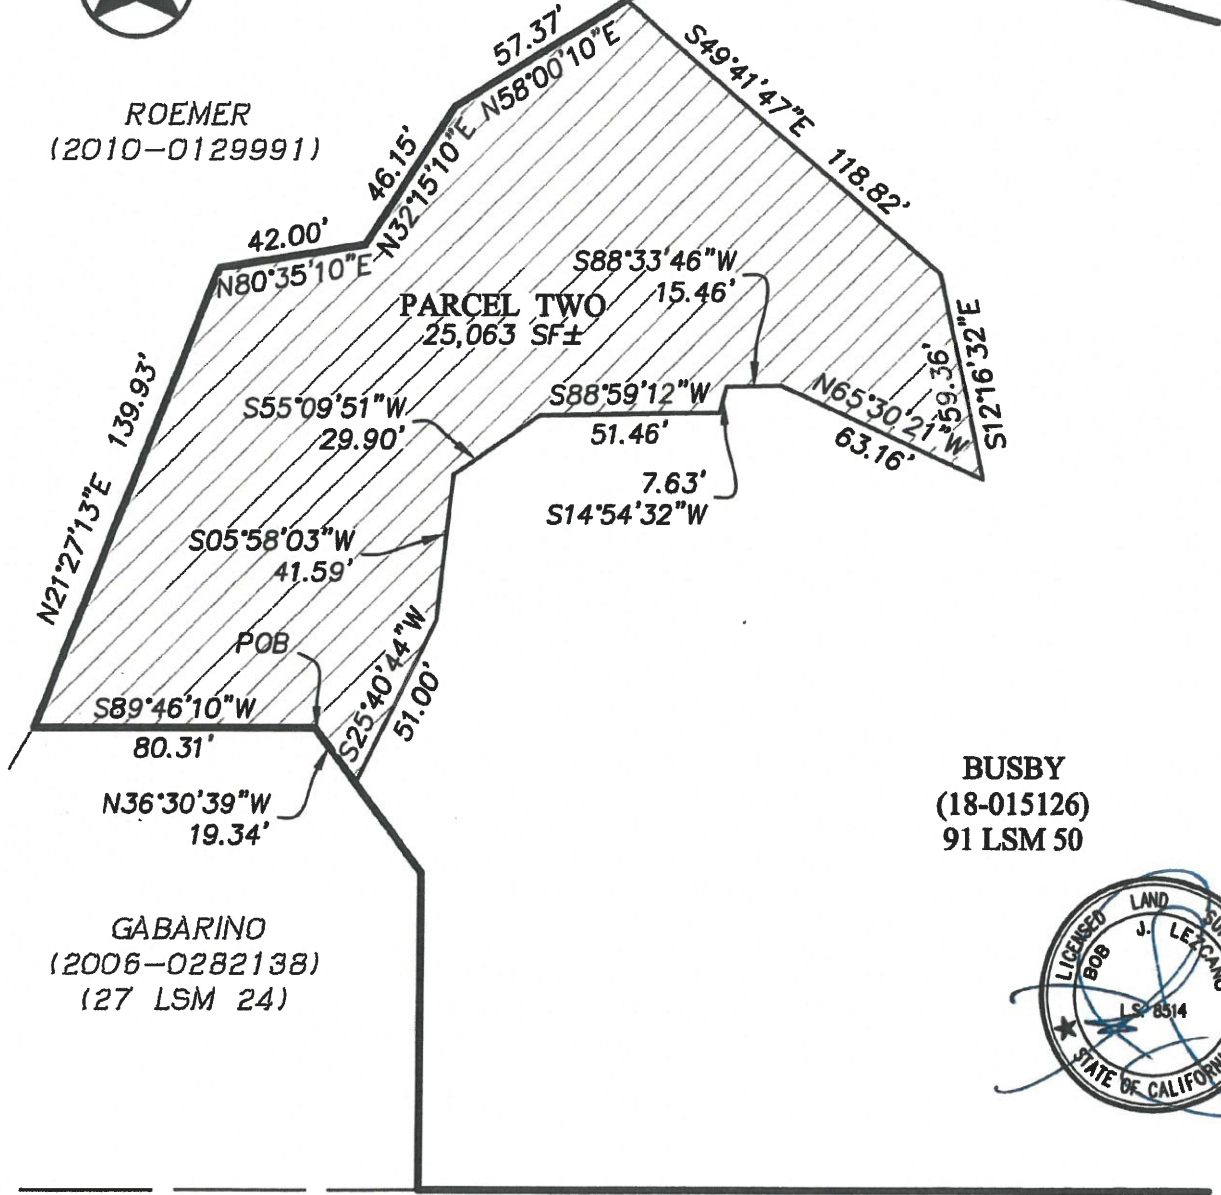 57.37'
N58°00'10"E
S49°41'47"E
118.82'
ROEMER
(2010-0129991)
46.15'
N32°15'10"E
42.00'
N80°35'10"E
S88°33'46"W
15.46'
PARCEL TWO
25,063 SF±
S12°16'32"E
59.36'
139.93'
N21°27'13"E
S55°09'51"W
29.90'
S88°59'12"W
51.46'
N65°30'21"W
63.16'
7.63'
S14°54'32"W
S05°58'03"W
41.59'
POB
S25°40'44"W
51.00'
S89°46'10"W
80.31'
N36°30'39"W
19.34'
BUSBY
(18-015126)
91 LSM 50
GABARINO
(2006-0282138)
(27 LSM 24)
LICENSED LAND
BOB J.
L.S. 8514
STATE OF